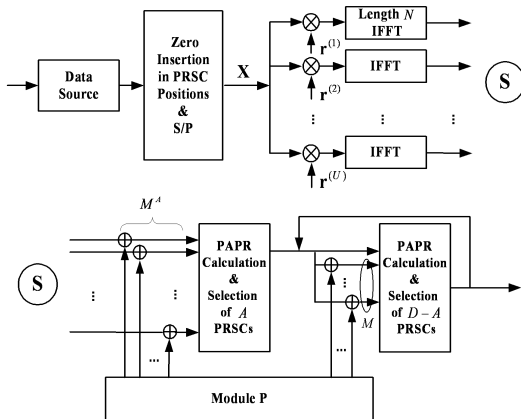 Data
Source
Zero
Insertion
in PRSC
Positions
&
S/P
X
r^(1)
r^(2)
r^(U)
Length N
IFFT
IFFT
...
...
...
IFFT
S
S
M^A
...
...
...
PAPR
Calculation
&
Selection
of A
PRSCs
...
...
M
PAPR
Calculation
&
Selection
of D – A
PRSCs
Module P